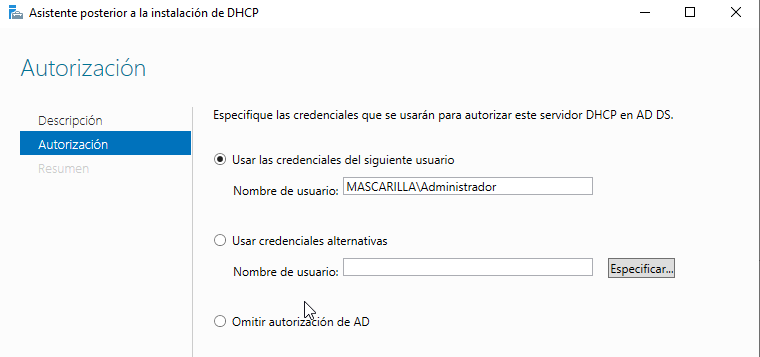 Asistente posterior a la instalación de DHCP
Autorización
Descripción
Autorización
Resumen
Especifique las credenciales que se usarán para autorizar este servidor DHCP en AD DS.
Usar las credenciales del siguiente usuario
Nombre de usuario: MASCARILLA\Administrador
Usar credenciales alternativas
Nombre de usuario: Especificar...
Omitir autorización de AD